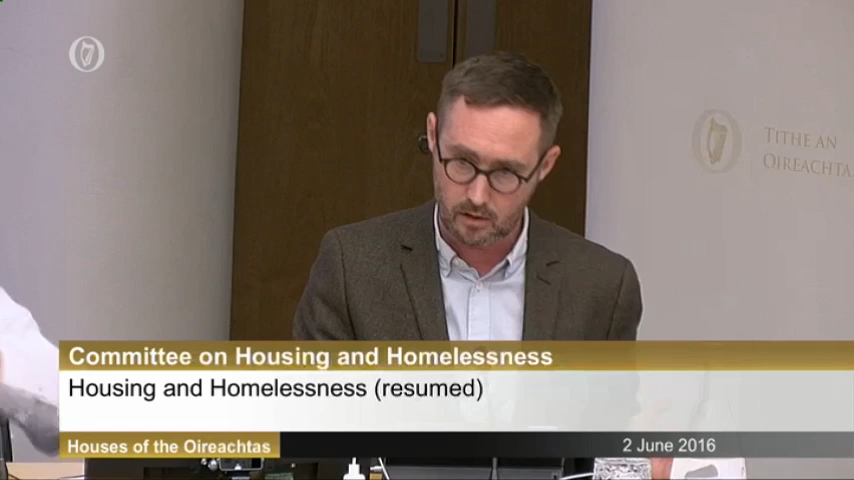 TITHE AN
OIREACHTA
Committee on Housing and Homelessness
Housing and Homelessness (resumed)
Houses of the Oireachtas
2 June 2016